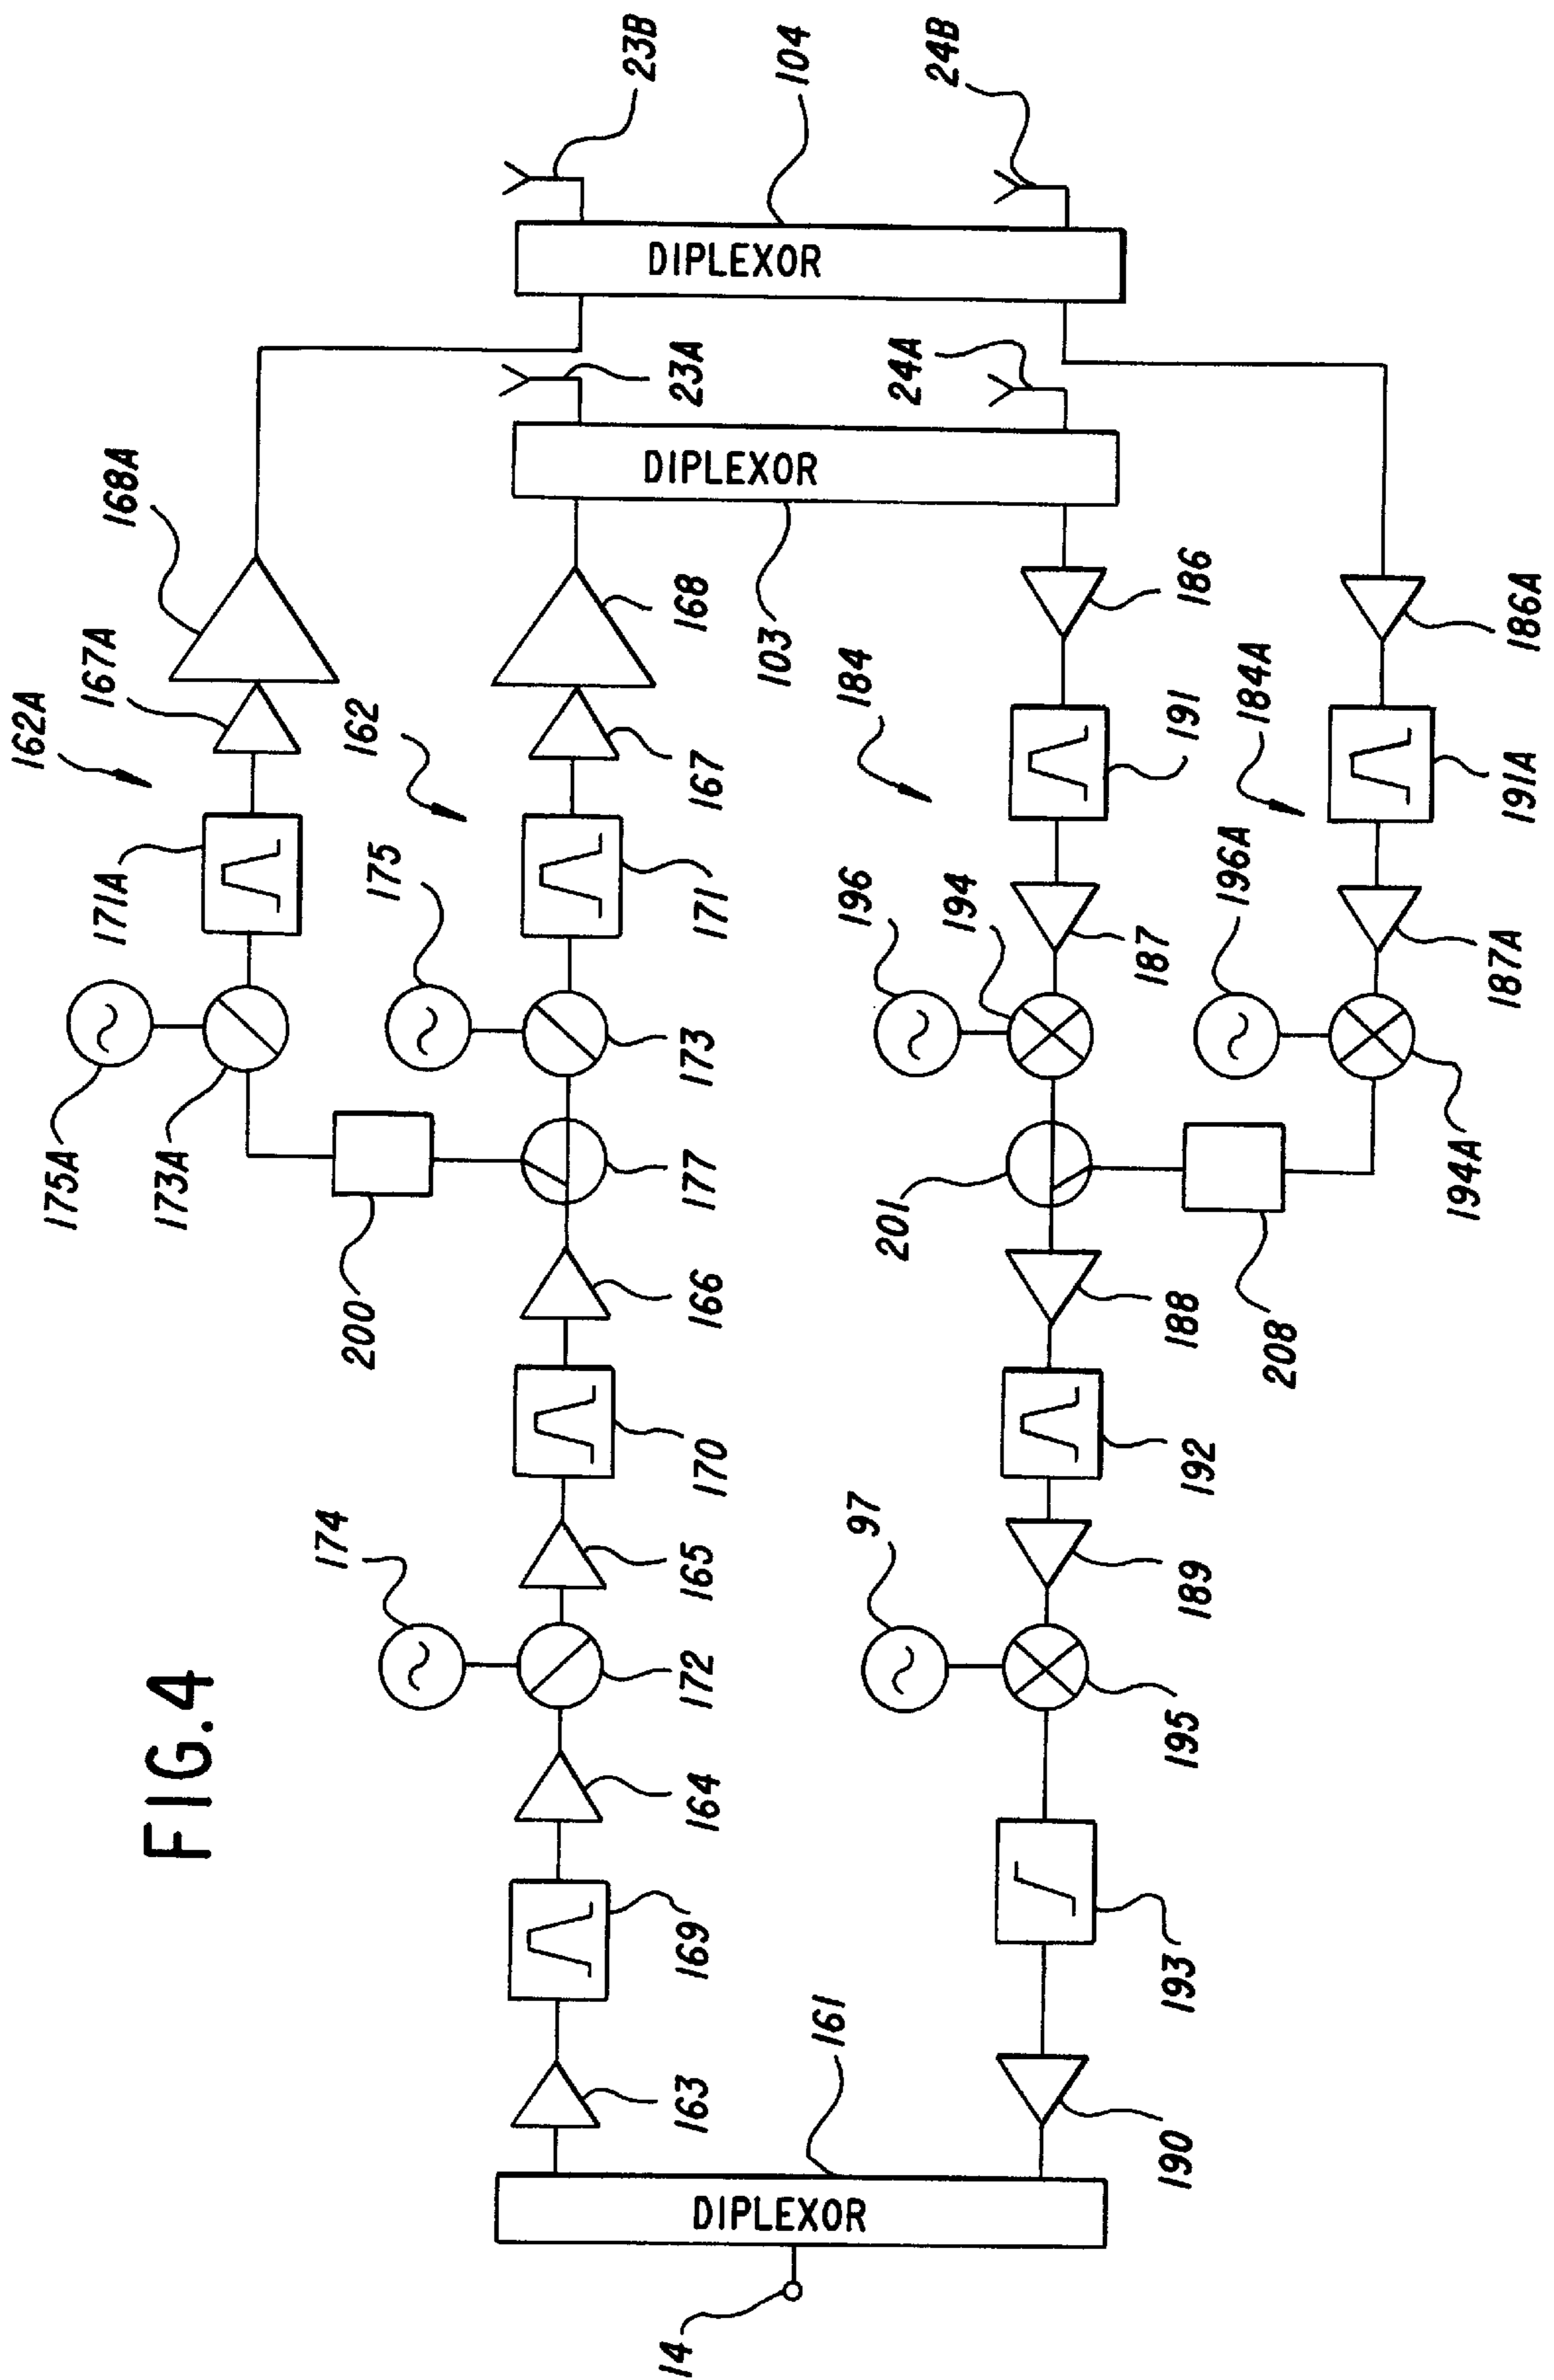 FIG.4
162A
167A
168A
171A
175A
173A
200
175
162
23A
23B
104
DIPLEXOR
DIPLEXOR
174
177
173
171
167
168
103
163
169
164
172
165
170
166
24A
24B
161
97
201
196
194
184
187
191
186
DIPLEXOR
14
190
193
195
189
192
188
208
194A
196A
187A
184A
191A
186A